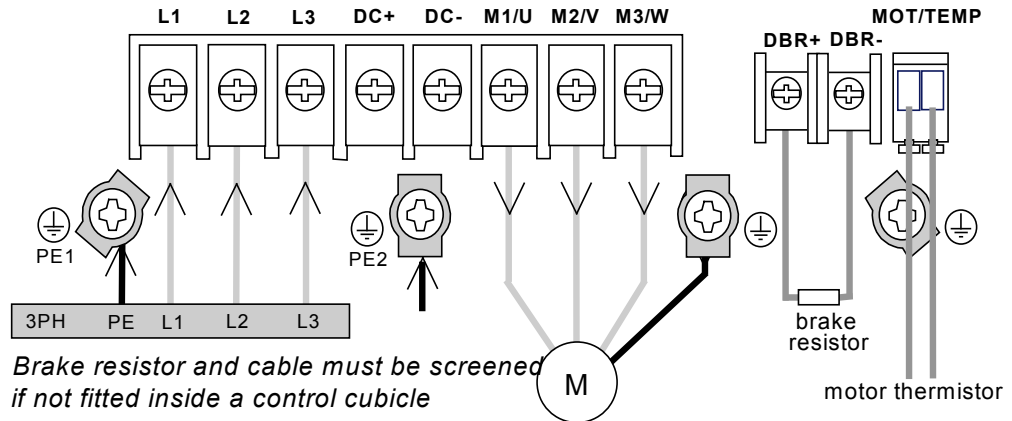 L1 L2 L3 DC+ DC- M1/U M2/V M3/W MOT/TEMP
DBR+ DBR-
PE1
PE2
3PH PE L1 L2 L3
brake
resistor
Brake resistor and cable must be screened
if not fitted inside a control cubicle
M
motor thermistor